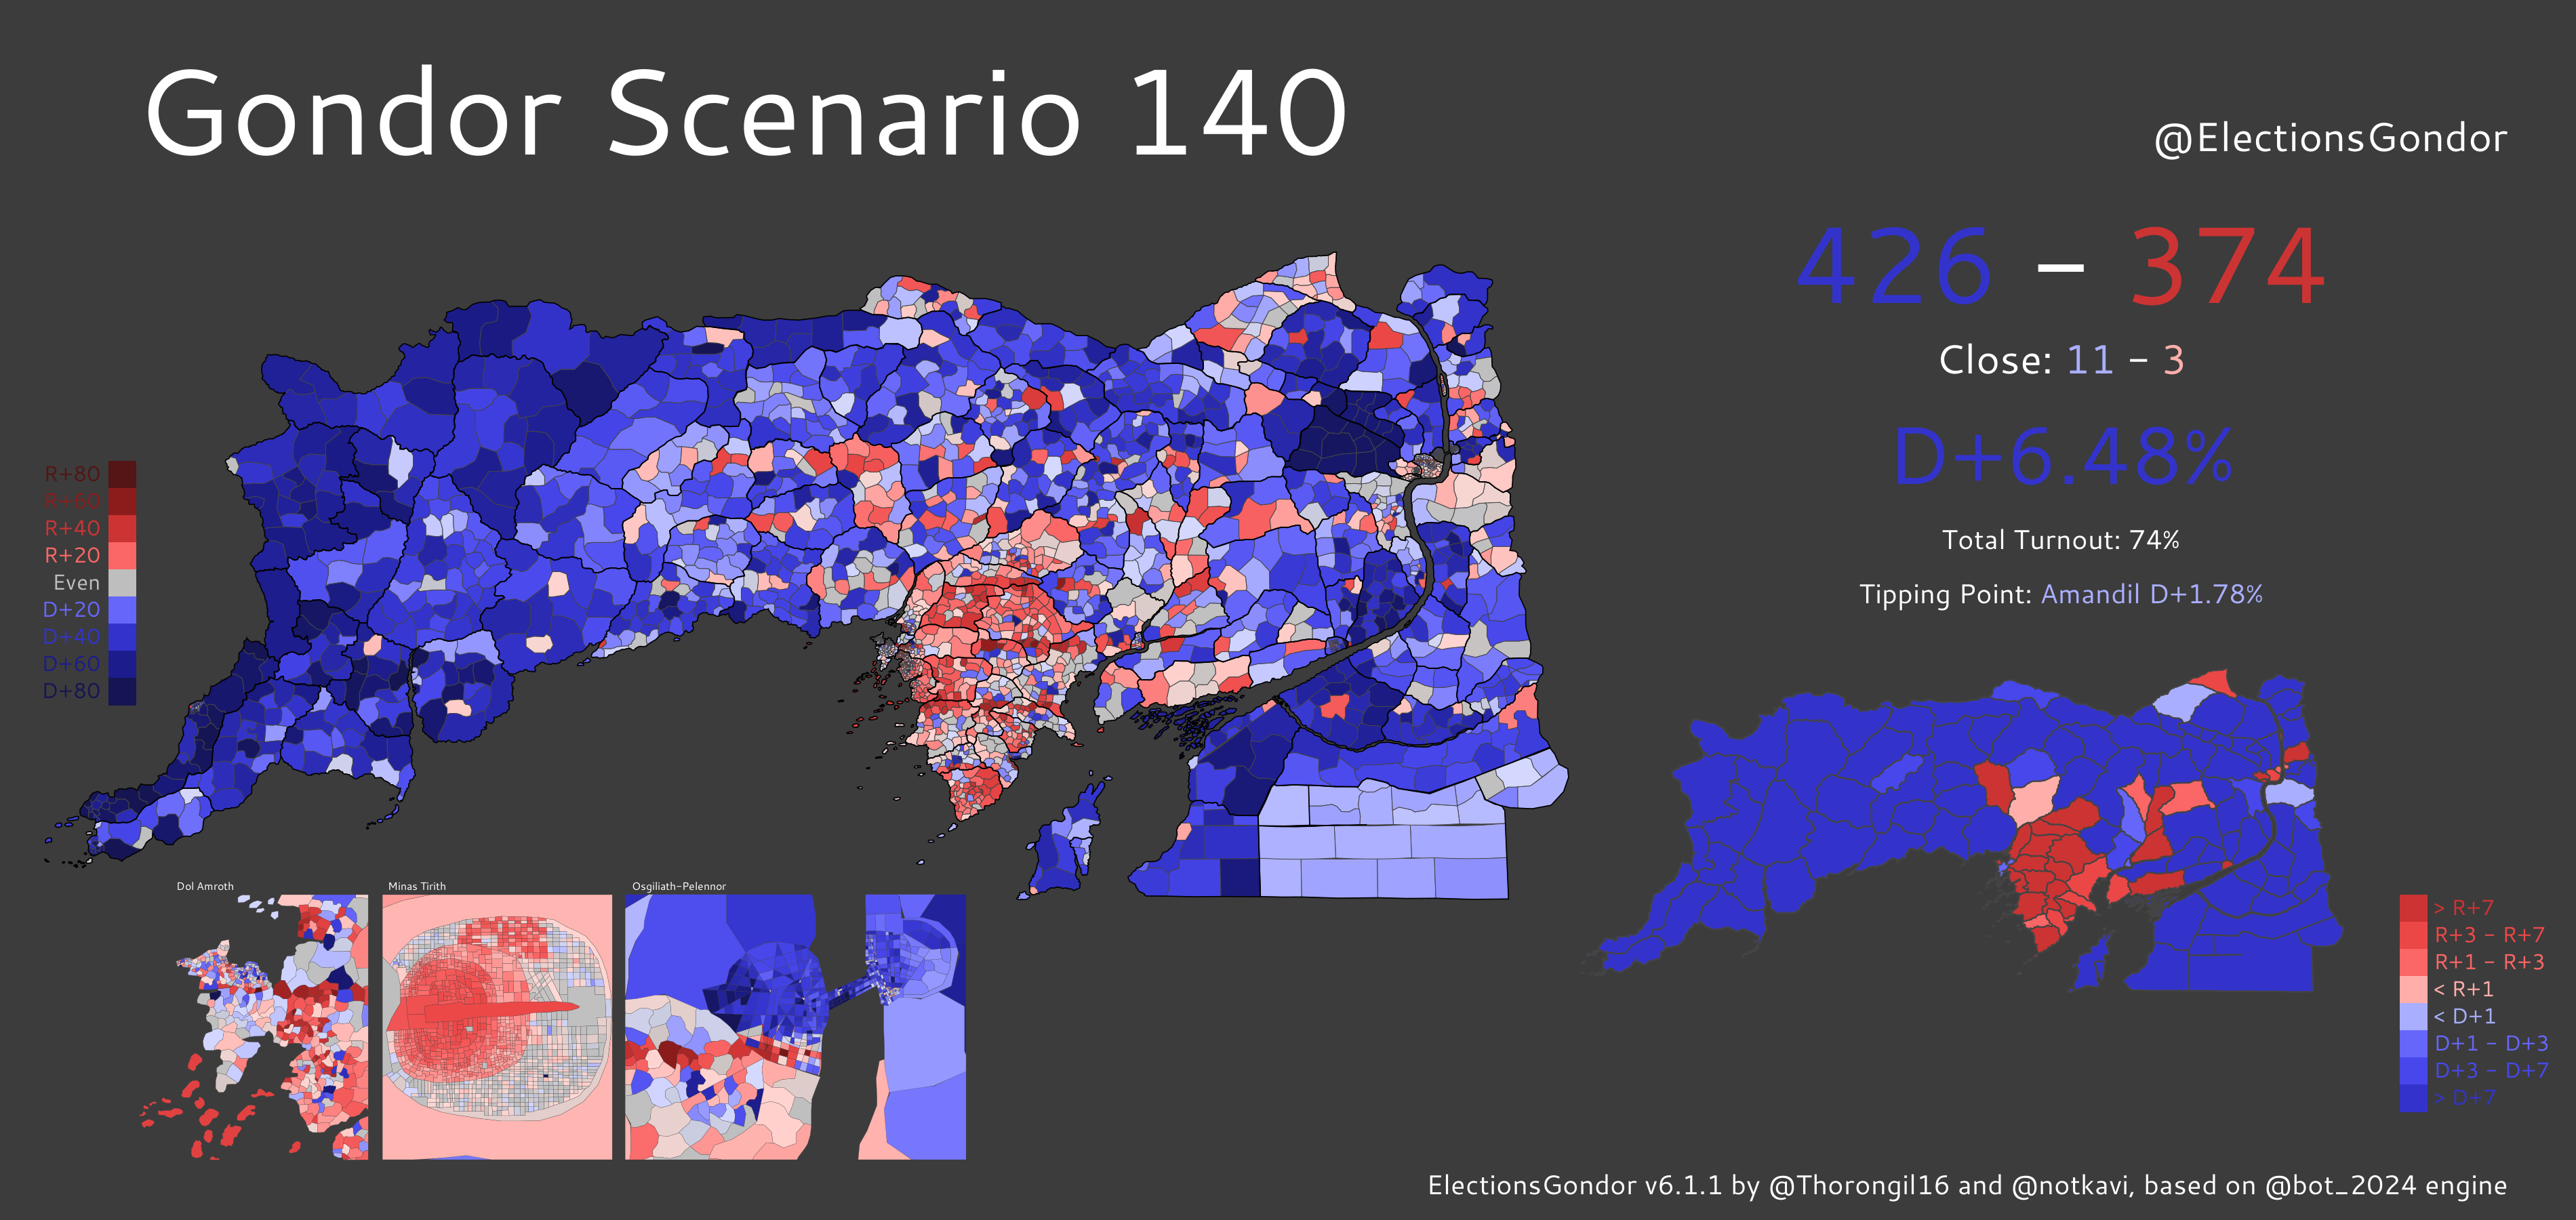 Gondor Scenario 140
@ElectionsGondor
426 – 374
Close: 11 – 3
D+6.48%
Total Turnout: 74%
Tipping Point: Amandil D+1.78%
R+80
R+60
R+40
R+20
Even
D+20
D+40
D+60
D+80
Dol Amroth
Minas Tirith
Osgiliath-Pelennor
> R+7
R+3 – R+7
R+1 – R+3
< R+1
< D+1
D+1 – D+3
D+3 – D+7
> D+7
ElectionsGondor v6.1.1 by @Thorongil16 and @notkavi, based on @bot_2024 engine